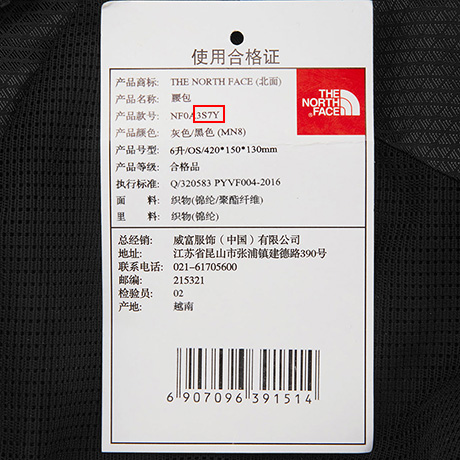 使用合格证
产品商标: THE NORTH FACE (北面)
产品名称: 腰包
产品款号: NF0A3S7Y
产品颜色: 灰色/黑色 (MN8)
产品号型: 6升/OS/420*150*130mm
产品等级: 合格品
执行标准: Q/320583 PYVF004-2016
面 料: 织物(锦纶/聚酯纤维)
里 料: 织物(锦纶)
THE
NORTH
FACE
总经销: 威富服饰（中国）有限公司
地址: 江苏省昆山市张浦镇建德路390号
联系电话: 021-61705600
邮编: 215321
检验员: 02
产地: 越南
6907096391514